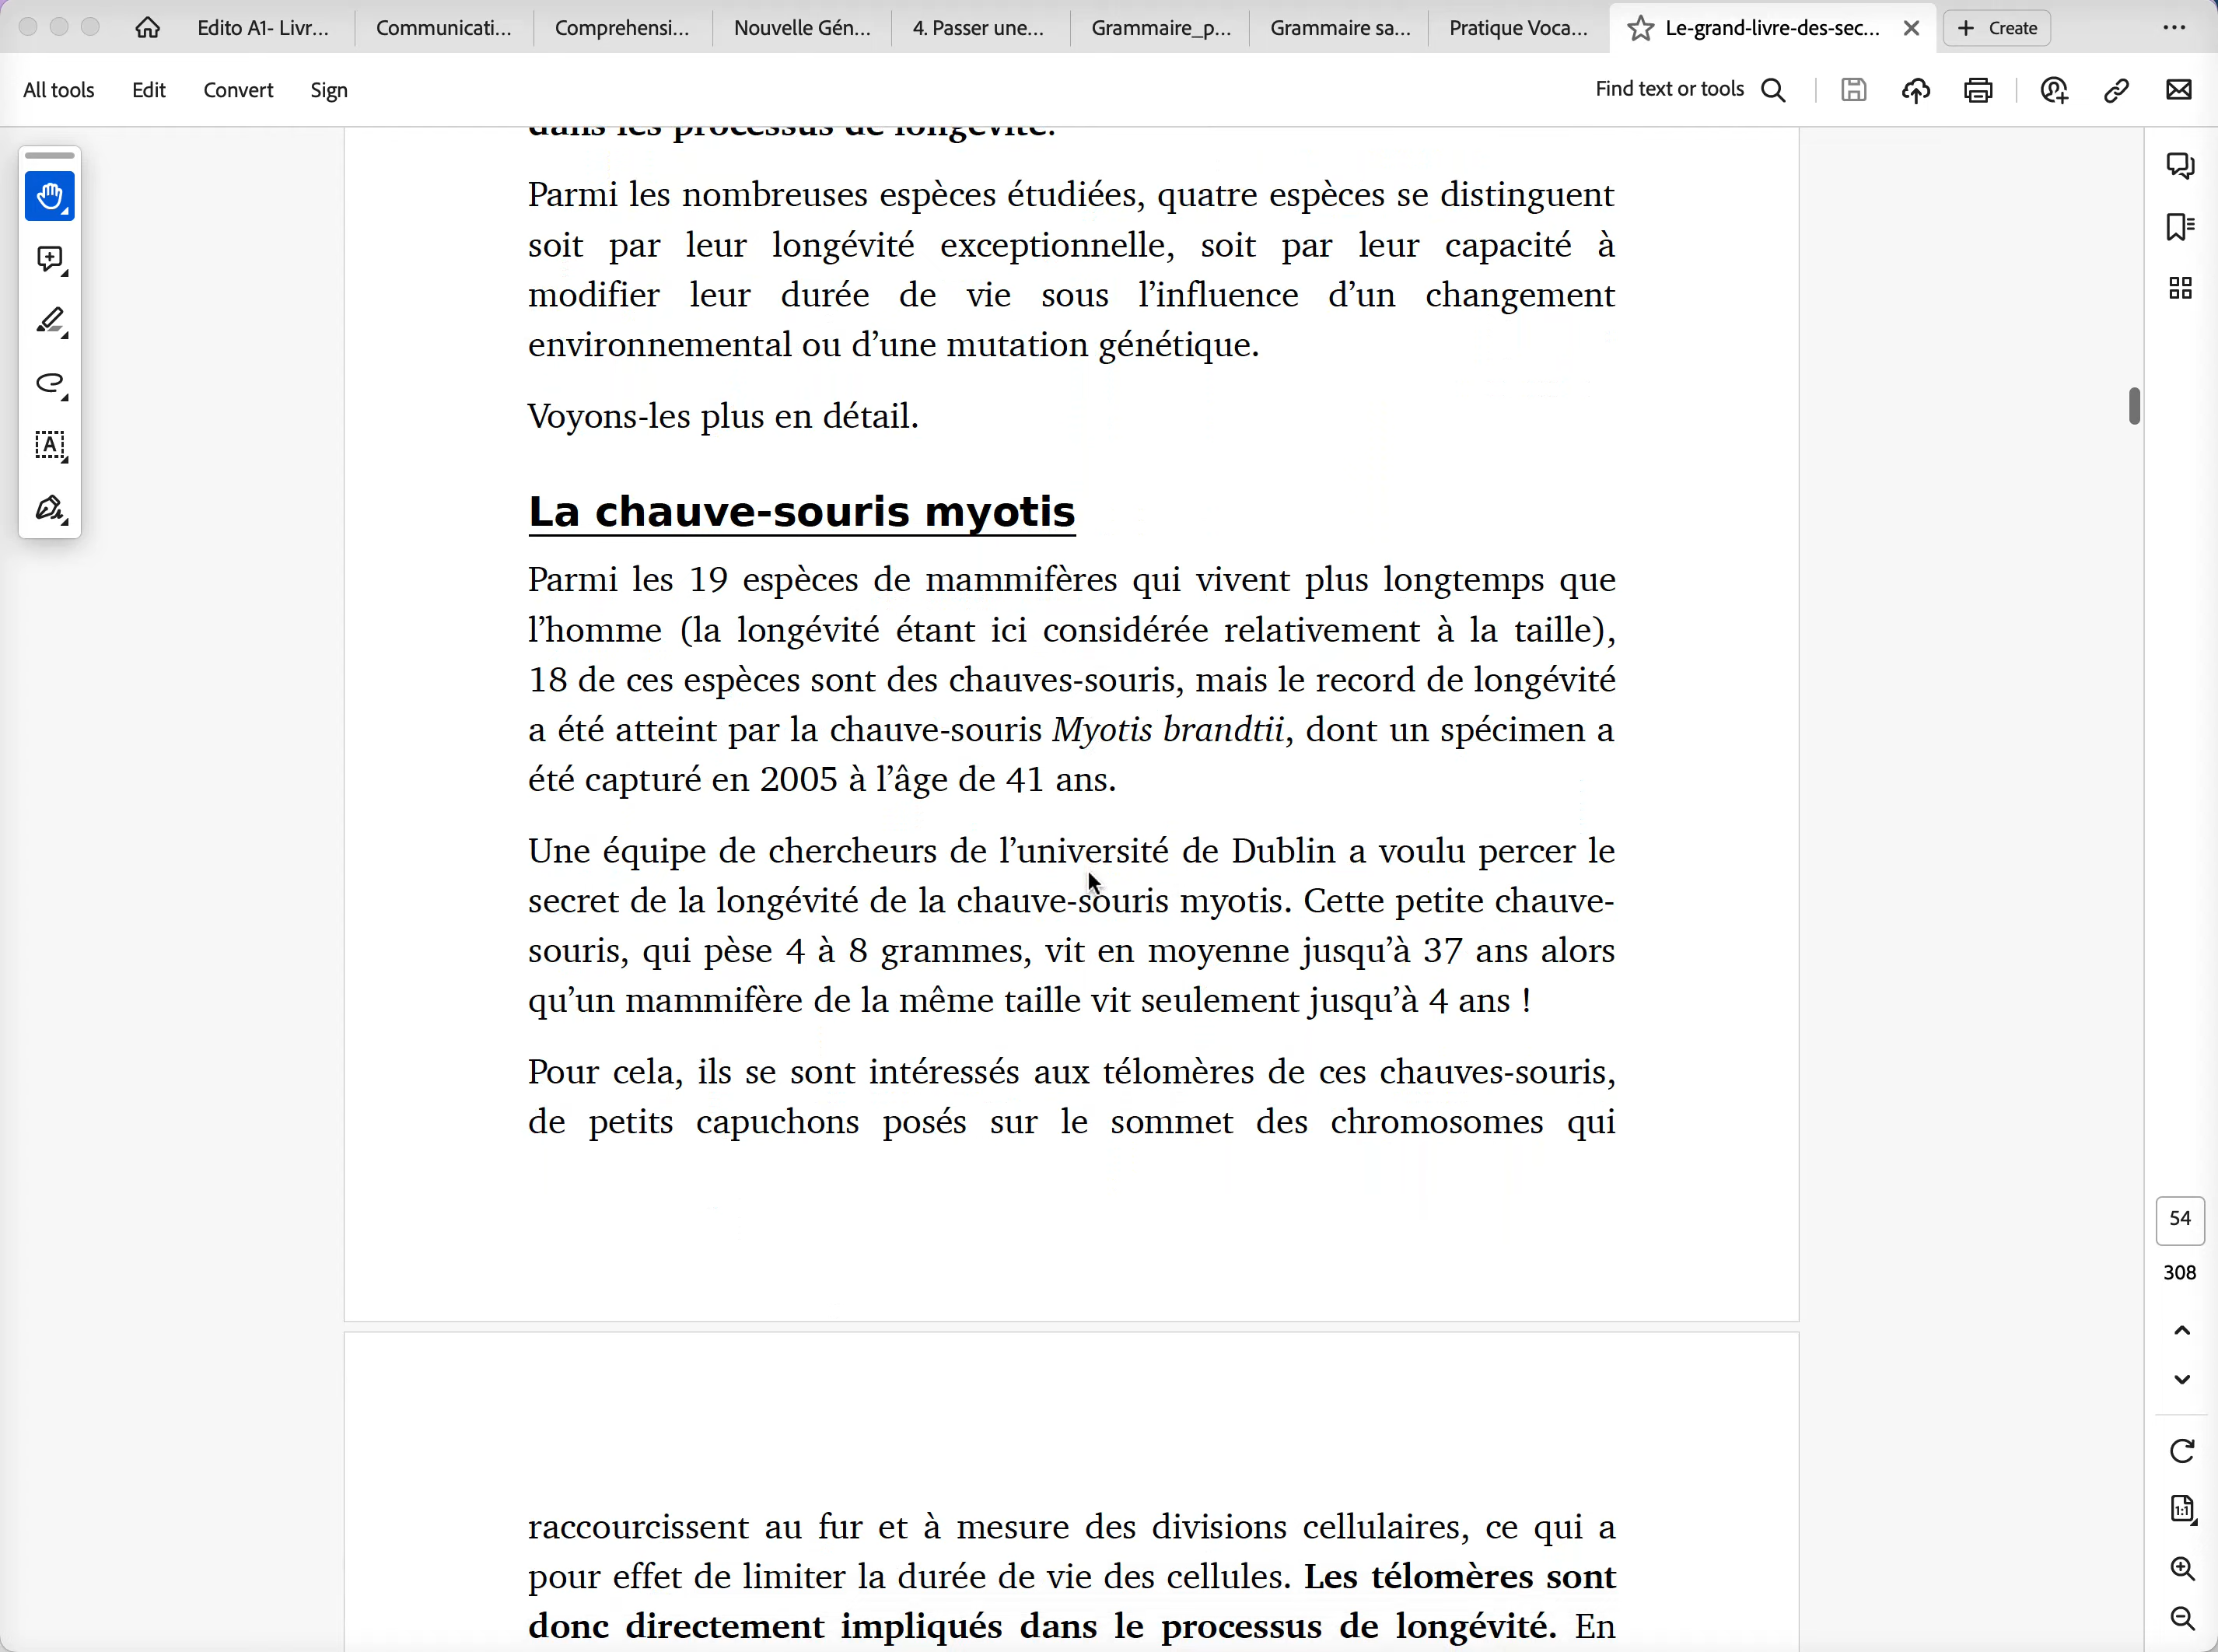 Edito A1- Livr...
Communicati...
Comprehensi...
Nouvelle Gén...
4. Passer une...
Grammaire_p...
Grammaire sa...
Pratique Voca...
Le-grand-livre-des-sec...
Create
All tools
Edit
Convert
Sign
Find text or tools
dans les processus de longévité.
Parmi les nombreuses espèces étudiées, quatre espèces se distinguent
soit par leur longévité exceptionnelle, soit par leur capacité à
modifier leur durée de vie sous l’influence d’un changement
environnemental ou d’une mutation génétique.
Voyons-les plus en détail.
La chauve-souris myotis
Parmi les 19 espèces de mammifères qui vivent plus longtemps que
l’homme (la longévité étant ici considérée relativement à la taille),
18 de ces espèces sont des chauves-souris, mais le record de longévité
a été atteint par la chauve-souris Myotis brandtii, dont un spécimen a
été capturé en 2005 à l’âge de 41 ans.
Une équipe de chercheurs de l’université de Dublin a voulu percer le
secret de la longévité de la chauve-souris myotis. Cette petite chauve-
souris, qui pèse 4 à 8 grammes, vit en moyenne jusqu’à 37 ans alors
qu’un mammifère de la même taille vit seulement jusqu’à 4 ans !
Pour cela, ils se sont intéressés aux télomères de ces chauves-souris,
de petits capuchons posés sur le sommet des chromosomes qui
raccourcissent au fur et à mesure des divisions cellulaires, ce qui a
pour effet de limiter la durée de vie des cellules. Les télomères sont
donc directement impliqués dans le processus de longévité. En
54
308
1:1